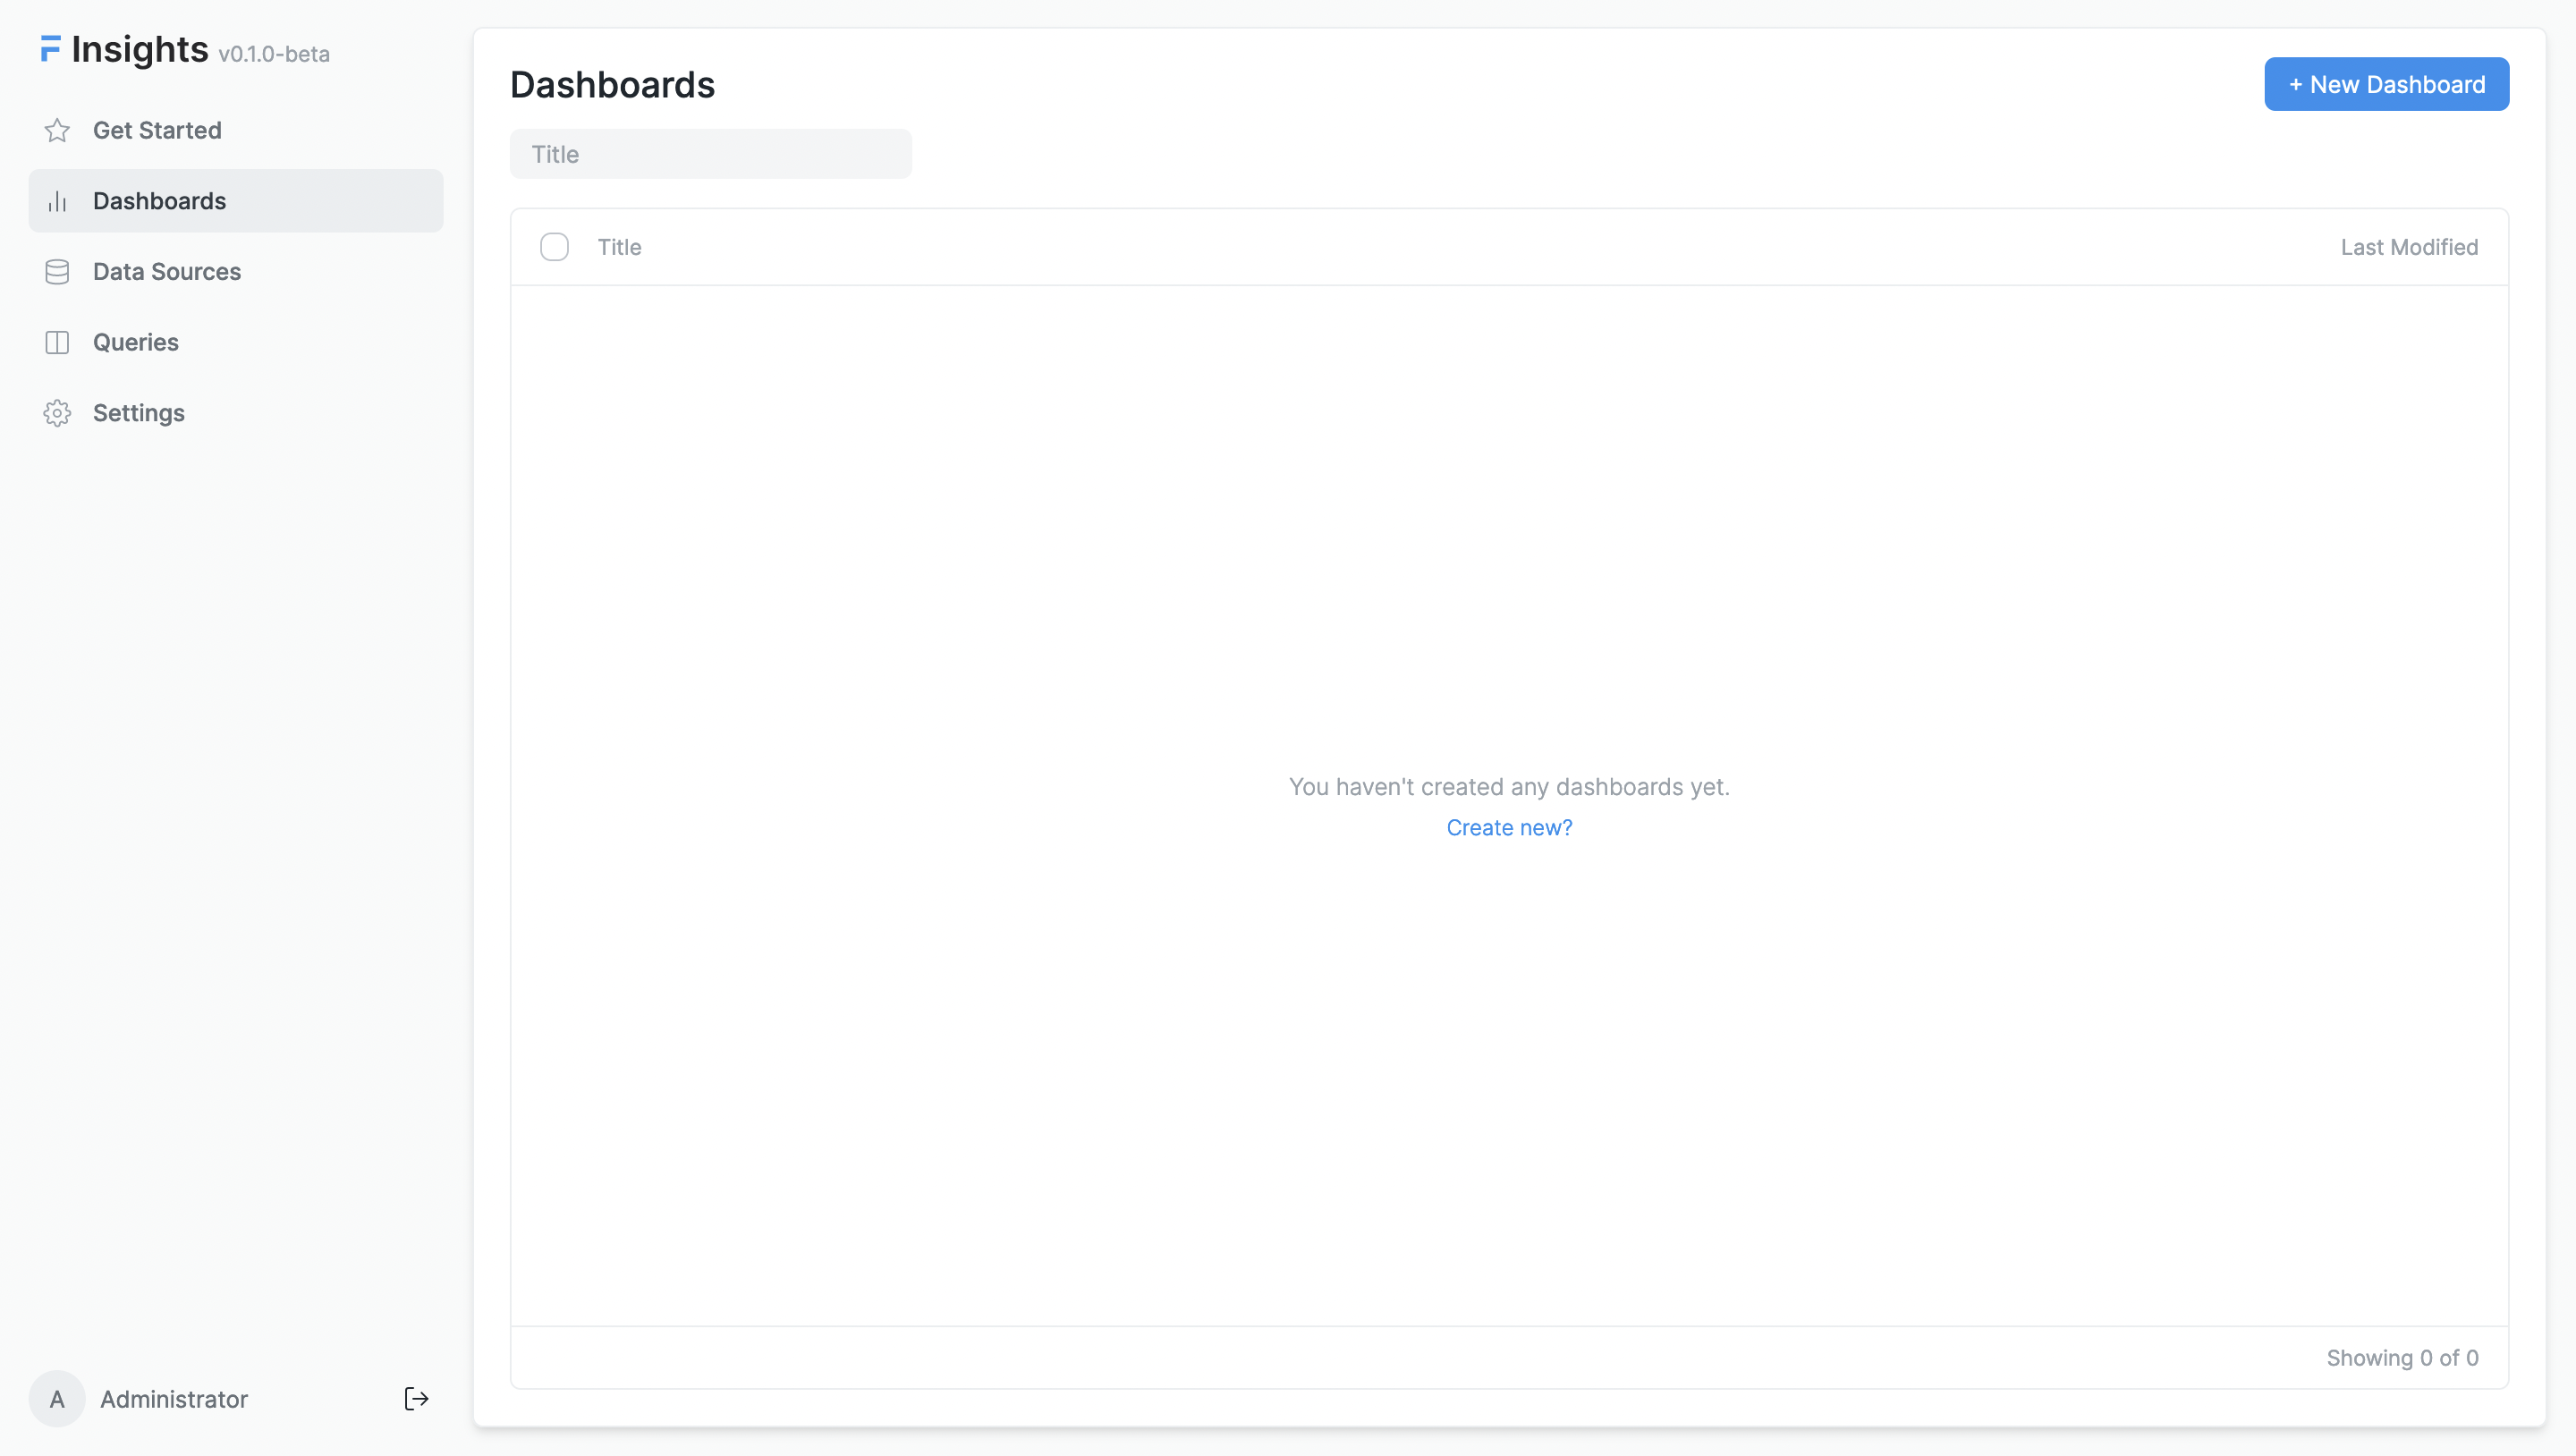 Insights v0.1.0-beta
Get Started
Dashboards
Data Sources
Queries
Settings
A Administrator
Dashboards
+ New Dashboard
Title
Title Last Modified
You haven't created any dashboards yet.
Create new?
Showing 0 of 0